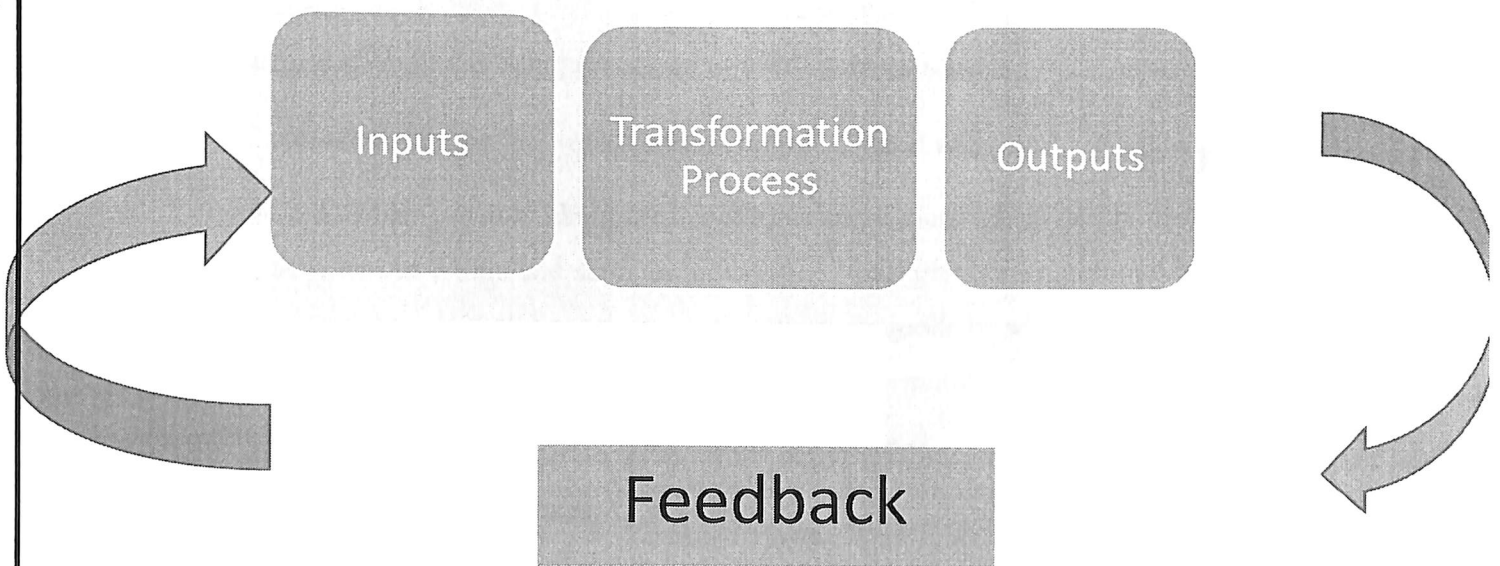 Inputs
Transformation
Process
Outputs
Feedback